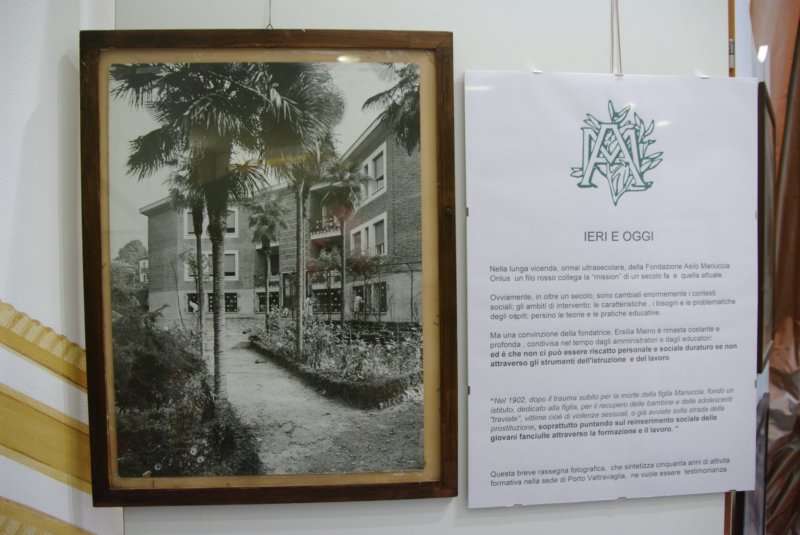 AM
IERI E OGGI
Nella lunga vicenda, ormai ultrasecolare, della Fondazione Asilo Mariuccia
Onlus un filo rosso collega la "mission" di un secolo fa e quella attuale.
Ovviamente, in oltre un secolo, sono cambiati enormemente i contesti
sociali; gli ambiti di intervento; le caratteristiche , i bisogni e le problematiche
degli ospiti; persino le teorie e le pratiche educative.
Ma una convinzione della fondatrice, Ersilia Maino è rimasta costante e
profonda , condivisa nel tempo dagli amministratori e dagli educatori:
ed è che non ci può essere riscatto personale e sociale duraturo se non
attraverso gli strumenti dell'istruzione e del lavoro
"Nel 1902, dopo il trauma subito per la morte della figlia Mariuccia, fondò un
istituto, dedicato alla figlia, per il recupero delle bambine e delle adolescenti
"traviate", vittime cioè di violenze sessuali, o già avviate sulla strada della
prostituzione, soprattutto puntando sul reinserimento sociale delle
giovani fanciulle attraverso la formazione e il lavoro. "
Questa breve rassegna fotografica, che sintetizza cinquanta anni di attività
formativa nella sede di Porto Valtravaglia, ne vuole essere testimonianza .